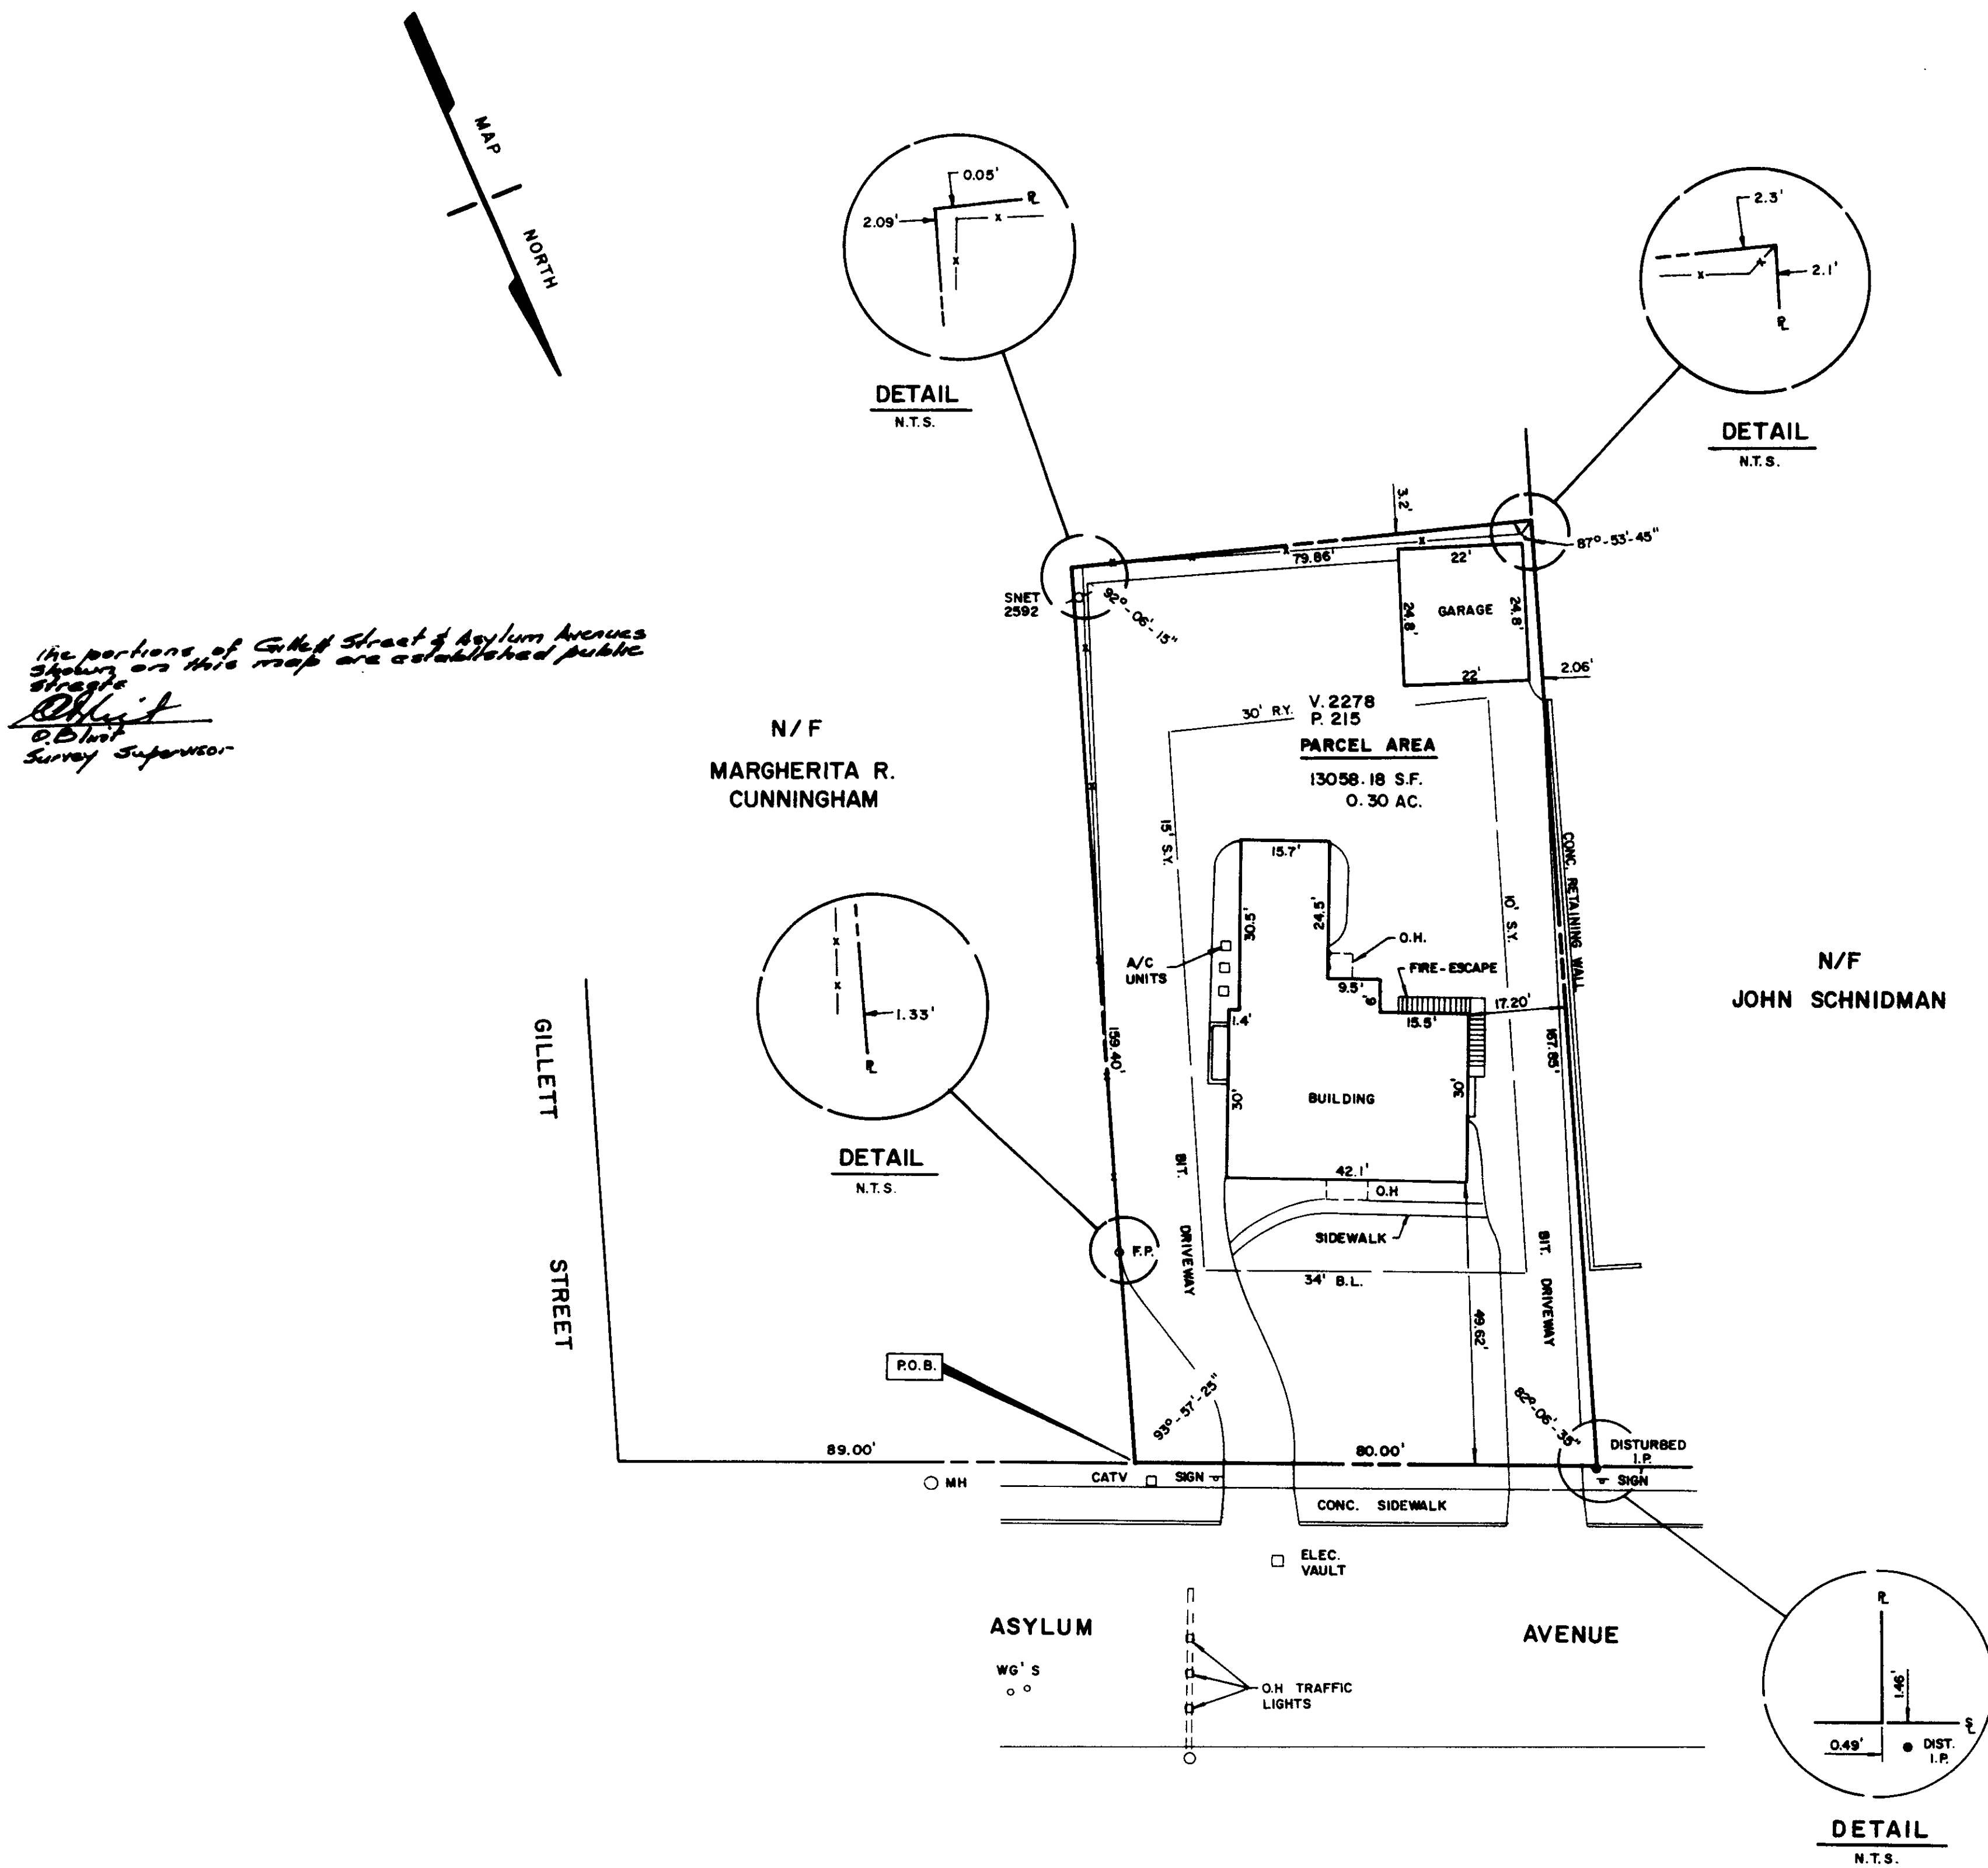 MAP
NORTH
0.05'
2.09'
X
X
DETAIL
N.T.S.
2.3'
2.1'
X
X
DETAIL
N.T.S.
3.2'
87°-53'-45"
79.86'
22'
SNET
2592
92°-06'-15"
24.8'
GARAGE
24.8'
22'
2.06'
The portions of Gillett Street & Asylum Avenues
shown on this map are established public
streets
O. Blint
Survey Supervisor
N/F
MARGHERITA R.
CUNNINGHAM
30' R.Y.
V. 2278
P. 215
PARCEL AREA
13058.18 S.F.
0.30 AC.
15' S.Y.
15.7'
30.5'
24.5'
10' S.Y.
CONC. RETAINING WALL
N/F
JOHN SCHNIDMAN
X
X
1.33'
DETAIL
N.T.S.
A/C
UNITS
O.H.
FIRE-ESCAPE
9.5'
6'
15.5'
17.20'
1.4'
159.40'
167.85'
30'
BUILDING
30'
GILLETT
STREET
42.1'
O.H
BIT.
DRIVEWAY
SIDEWALK
BIT.
DRIVEWAY
F.P.
34' B.L.
49.62'
P.O.B.
93°-57'-25"
82°-06'-35"
89.00'
80.00'
DISTURBED
I.P.
MH
CATV
SIGN
SIGN
CONC. SIDEWALK
ELEC.
VAULT
ASYLUM
AVENUE
WG'S
O.H TRAFFIC
LIGHTS
1.46'
0.49'
DIST.
I.P.
DETAIL
N.T.S.